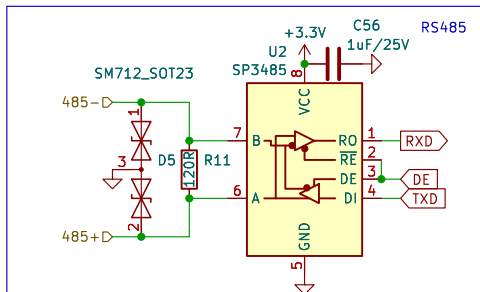 C56
RS485
+3.3V
1uF/25V
U2
SM712_SOT23
SP3485
8
VCC
485-
1
7
B
RO
1
RXD
RE
2
3
D5
R11
120R
DE
3
DE
6
A
DI
4
TXD
2
485+
GND
5